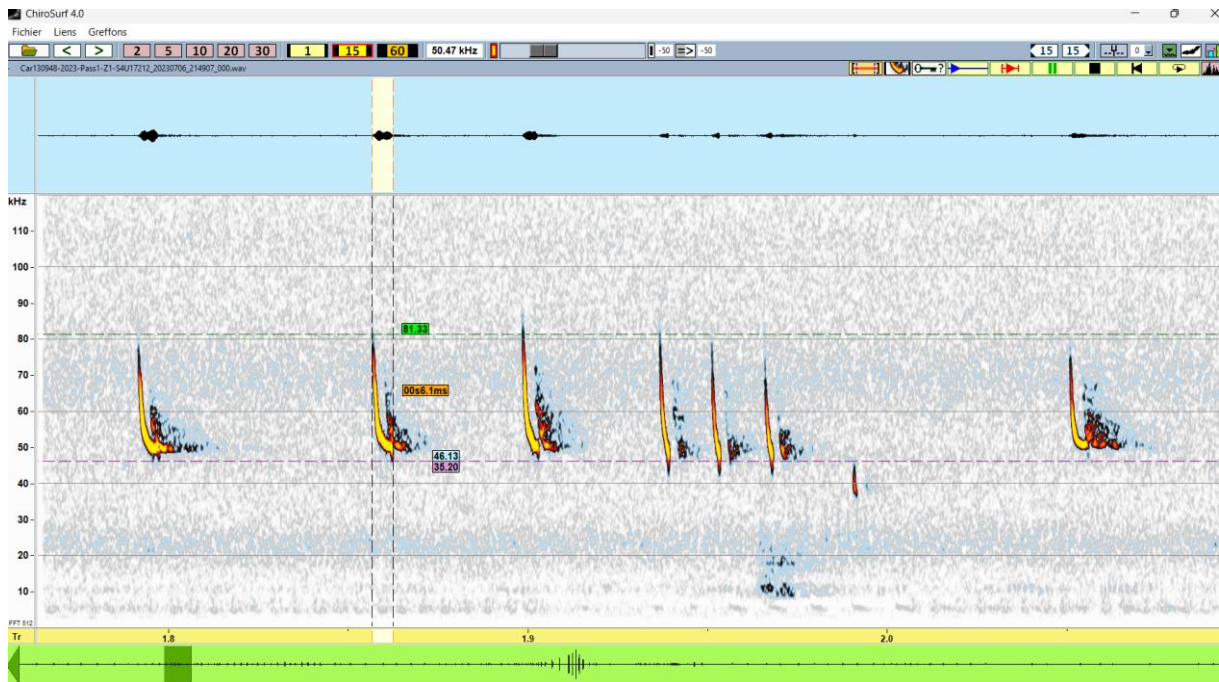 ChiroSurf 4.0
Fichier Liens Greffons
< > 2 5 10 20 30 1 15 60 50.47 kHz -50 => -50 15 15 0
Car130948-2023-Pass1-Z1-S4U17212_20230706_214907_000.wav
kHz
110
100
90
81.33
80
70
00s6.1ms
60
50
46.13
35.20
40
30
20
10
FFT 512
Tr 1.8 1.9 2.0